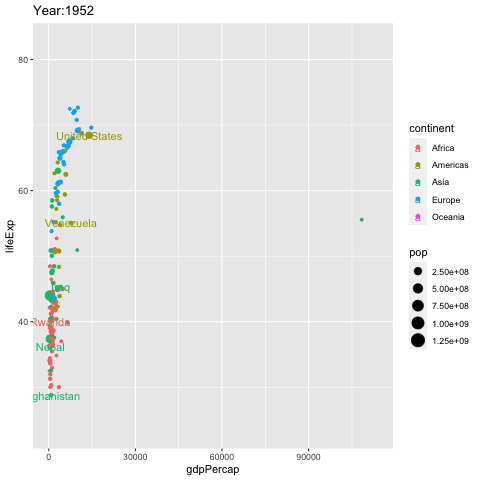 Year:1952
80
60
40
lifeExp
United States
Venezuela
Iraq
Rwanda
Nepal
ghanistan
0
30000
60000
90000
gdpPercap
continent
Africa
Americas
Asia
Europe
Oceania
pop
2.50e+08
5.00e+08
7.50e+08
1.00e+09
1.25e+09